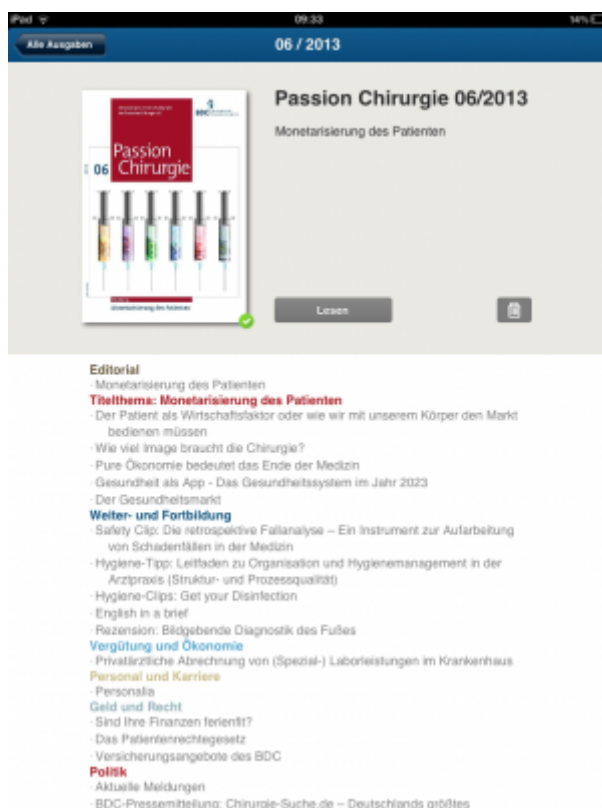 iPad 09:33 14%
Alle Ausgaben 06 / 2013
Passion Chirurgie 06/2013
Monetarisierung des Patienten
BDC
Passion
06 Chirurgie
Monetarisierung des Patienten
Lesen
Editorial
· Monetarisierung des Patienten
Titelthema: Monetarisierung des Patienten
· Der Patient als Wirtschaftsfaktor oder wie wir mit unserem Körper den Markt
bedienen müssen
· Wie viel Image braucht die Chirurgie?
· Pure Ökonomie bedeutet das Ende der Medizin
· Gesundheit als App - Das Gesundheitssystem im Jahr 2023
· Der Gesundheitsmarkt
Weiter- und Fortbildung
· Safety Clip: Die retrospektive Fallanalyse – Ein Instrument zur Aufarbeitung
von Schadenfällen in der Medizin
· Hygiene-Tipp: Leitfaden zu Organisation und Hygienemanagement in der
Arztpraxis (Struktur- und Prozessqualität)
· Hygiene-Clips: Get your Disinfection
· English in a brief
· Rezension: Bildgebende Diagnostik des Fußes
Vergütung und Ökonomie
· Privatärztliche Abrechnung von (Spezial-) Laborleistungen im Krankenhaus
Personal und Karriere
· Personalia
Geld und Recht
· Sind Ihre Finanzen ferienfit?
· Das Patientenrechtegesetz
· Versicherungsangebote des BDC
Politik
· Aktuelle Meldungen
· BDC-Pressemitteilung: Chirurgie-Suche.de – Deutschlands größtes